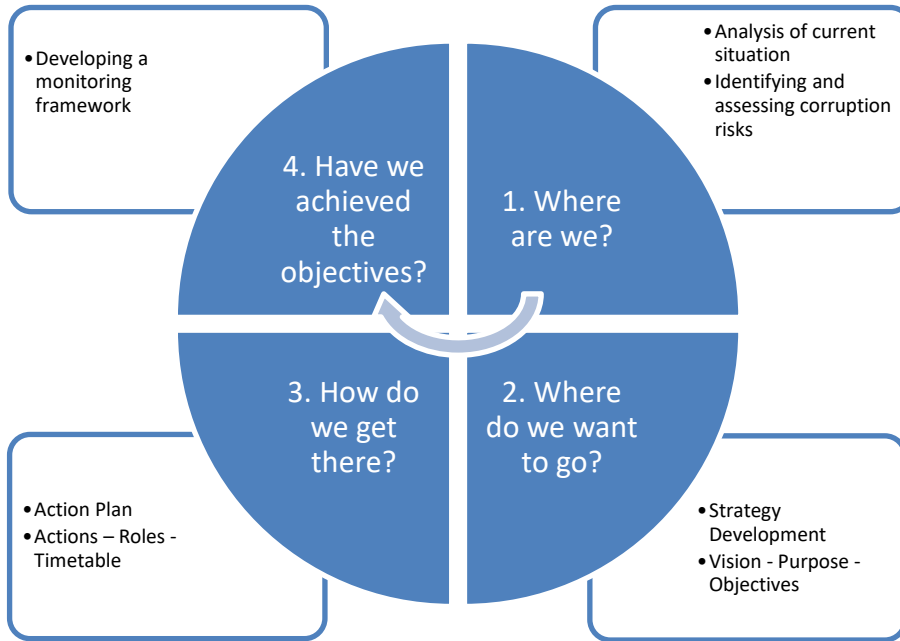 •Developing a
monitoring
framework
•Analysis of current
situation
•Identifying and
assessing corruption
risks
4. Have we
achieved
the
objectives?
1. Where
are we?
3. How do
we get
there?
2. Where
do we want
to go?
•Action Plan
•Actions – Roles -
Timetable
•Strategy
Development
•Vision - Purpose -
Objectives